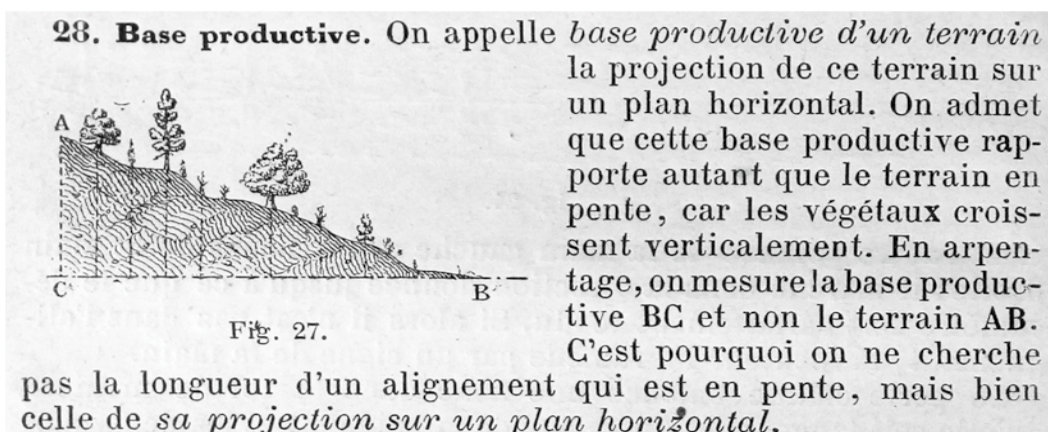 28. Base productive. On appelle base productive d'un terrain
la projection de ce terrain sur
un plan horizontal. On admet
que cette base productive rap-
porte autant que le terrain en
pente, car les végétaux crois-
sent verticalement. En arpen-
tage, on mesure la base produc-
tive BC et non le terrain AB.
C'est pourquoi on ne cherche
pas la longueur d'un alignement qui est en pente, mais bien
celle de sa projection sur un plan horizontal.
A
C
B
Fig. 27.